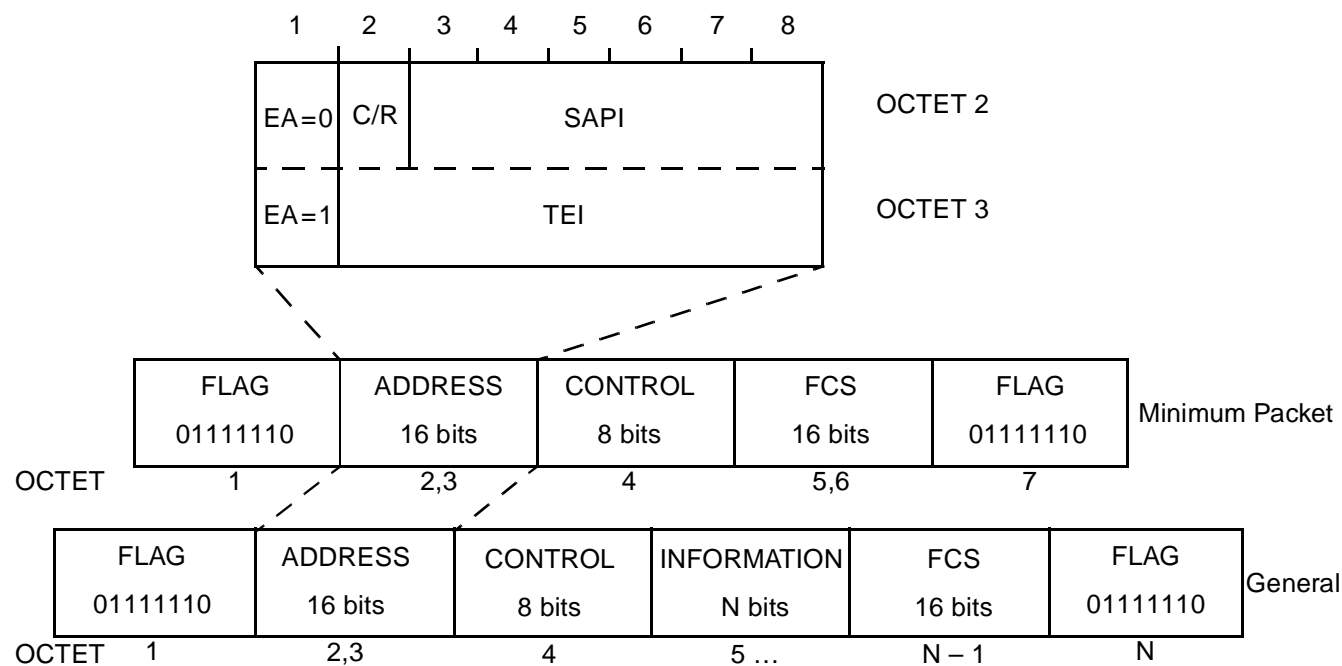 1 2 3 4 5 6 7 8
EA=0 C/R SAPI OCTET 2
EA=1 TEI OCTET 3
FLAG ADDRESS CONTROL FCS FLAG
01111110 16 bits 8 bits 16 bits 01111110
Minimum Packet
OCTET 1 2,3 4 5,6 7
FLAG ADDRESS CONTROL INFORMATION FCS FLAG
01111110 16 bits 8 bits N bits 16 bits 01111110
General
OCTET 1 2,3 4 5 … N – 1 N